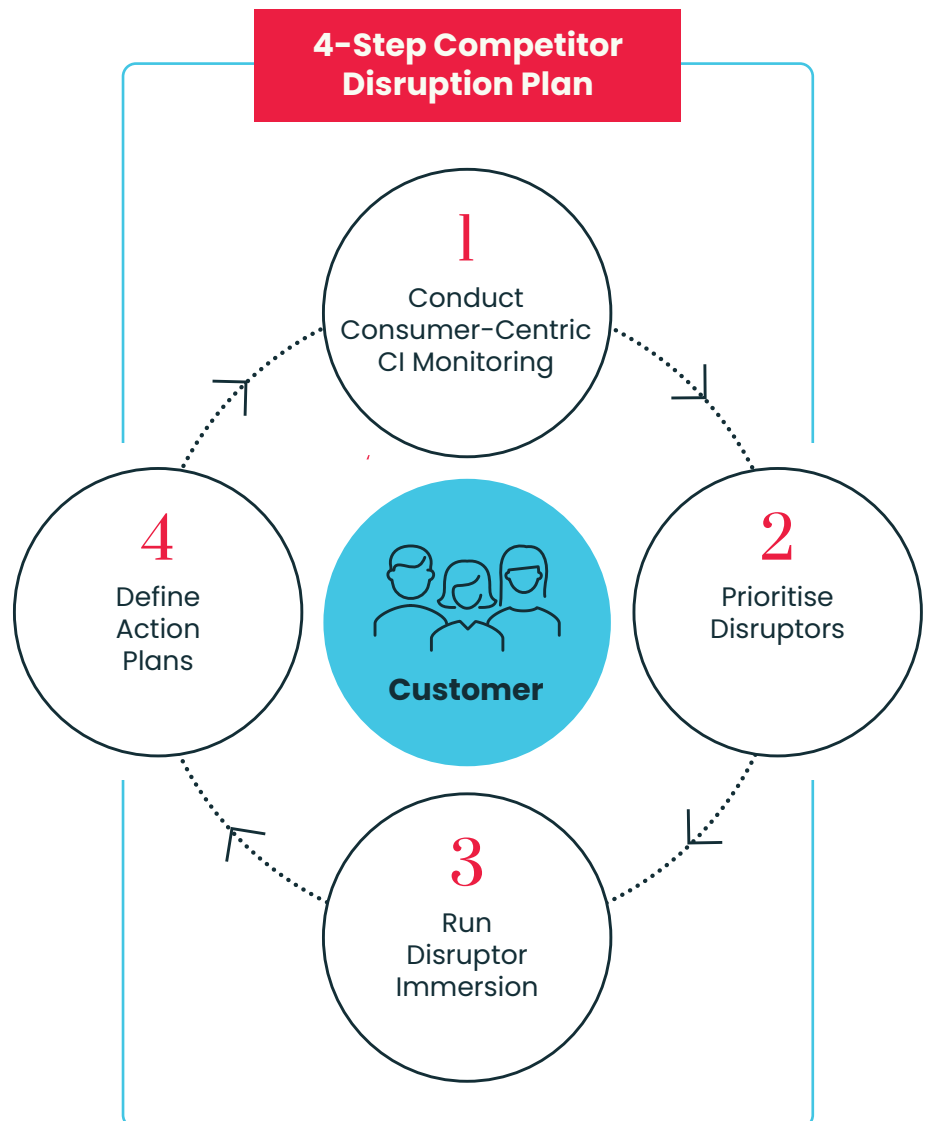 4-Step Competitor
Disruption Plan
1
Conduct
Consumer-Centric
CI Monitoring
2
Prioritise
Disruptors
3
Run
Disruptor
Immersion
4
Define
Action
Plans
Customer